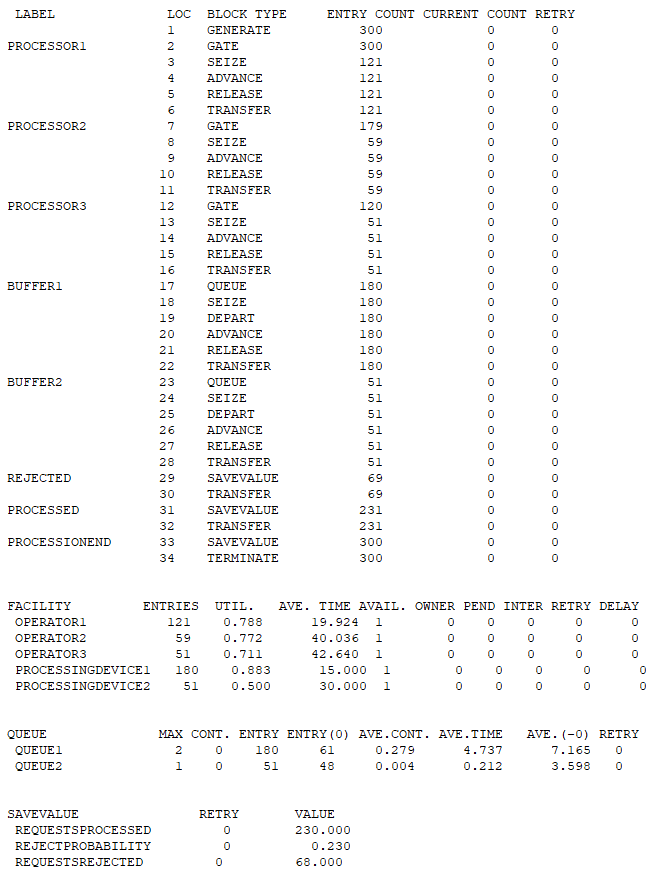 LABEL LOC BLOCK TYPE ENTRY COUNT CURRENT COUNT RETRY
1 GENERATE 300 0 0
PROCESSOR1 2 GATE 300 0 0
3 SEIZE 121 0 0
4 ADVANCE 121 0 0
5 RELEASE 121 0 0
6 TRANSFER 121 0 0
PROCESSOR2 7 GATE 179 0 0
8 SEIZE 59 0 0
9 ADVANCE 59 0 0
10 RELEASE 59 0 0
11 TRANSFER 59 0 0
PROCESSOR3 12 GATE 120 0 0
13 SEIZE 51 0 0
14 ADVANCE 51 0 0
15 RELEASE 51 0 0
16 TRANSFER 51 0 0
BUFFER1 17 QUEUE 180 0 0
18 SEIZE 180 0 0
19 DEPART 180 0 0
20 ADVANCE 180 0 0
21 RELEASE 180 0 0
22 TRANSFER 180 0 0
BUFFER2 23 QUEUE 51 0 0
24 SEIZE 51 0 0
25 DEPART 51 0 0
26 ADVANCE 51 0 0
27 RELEASE 51 0 0
28 TRANSFER 51 0 0
REJECTED 29 SAVEVALUE 69 0 0
30 TRANSFER 69 0 0
PROCESSED 31 SAVEVALUE 231 0 0
32 TRANSFER 231 0 0
PROCESSIONEND 33 SAVEVALUE 300 0 0
34 TERMINATE 300 0 0
FACILITY ENTRIES UTIL. AVE. TIME AVAIL. OWNER PEND INTER RETRY DELAY
OPERATOR1 121 0.788 19.924 1 0 0 0 0 0
OPERATOR2 59 0.772 40.036 1 0 0 0 0 0
OPERATOR3 51 0.711 42.640 1 0 0 0 0 0
PROCESSINGDEVICE1 180 0.883 15.000 1 0 0 0 0 0
PROCESSINGDEVICE2 51 0.500 30.000 1 0 0 0 0 0
QUEUE MAX CONT. ENTRY ENTRY(0) AVE.CONT. AVE.TIME AVE.(-0) RETRY
QUEUE1 2 0 180 61 0.279 4.737 7.165 0
QUEUE2 1 0 51 48 0.004 0.212 3.598 0
SAVEVALUE RETRY VALUE
REQUESTSPROCESSED 0 230.000
REJECTPROBABILITY 0 0.230
REQUESTSREJECTED 0 68.000